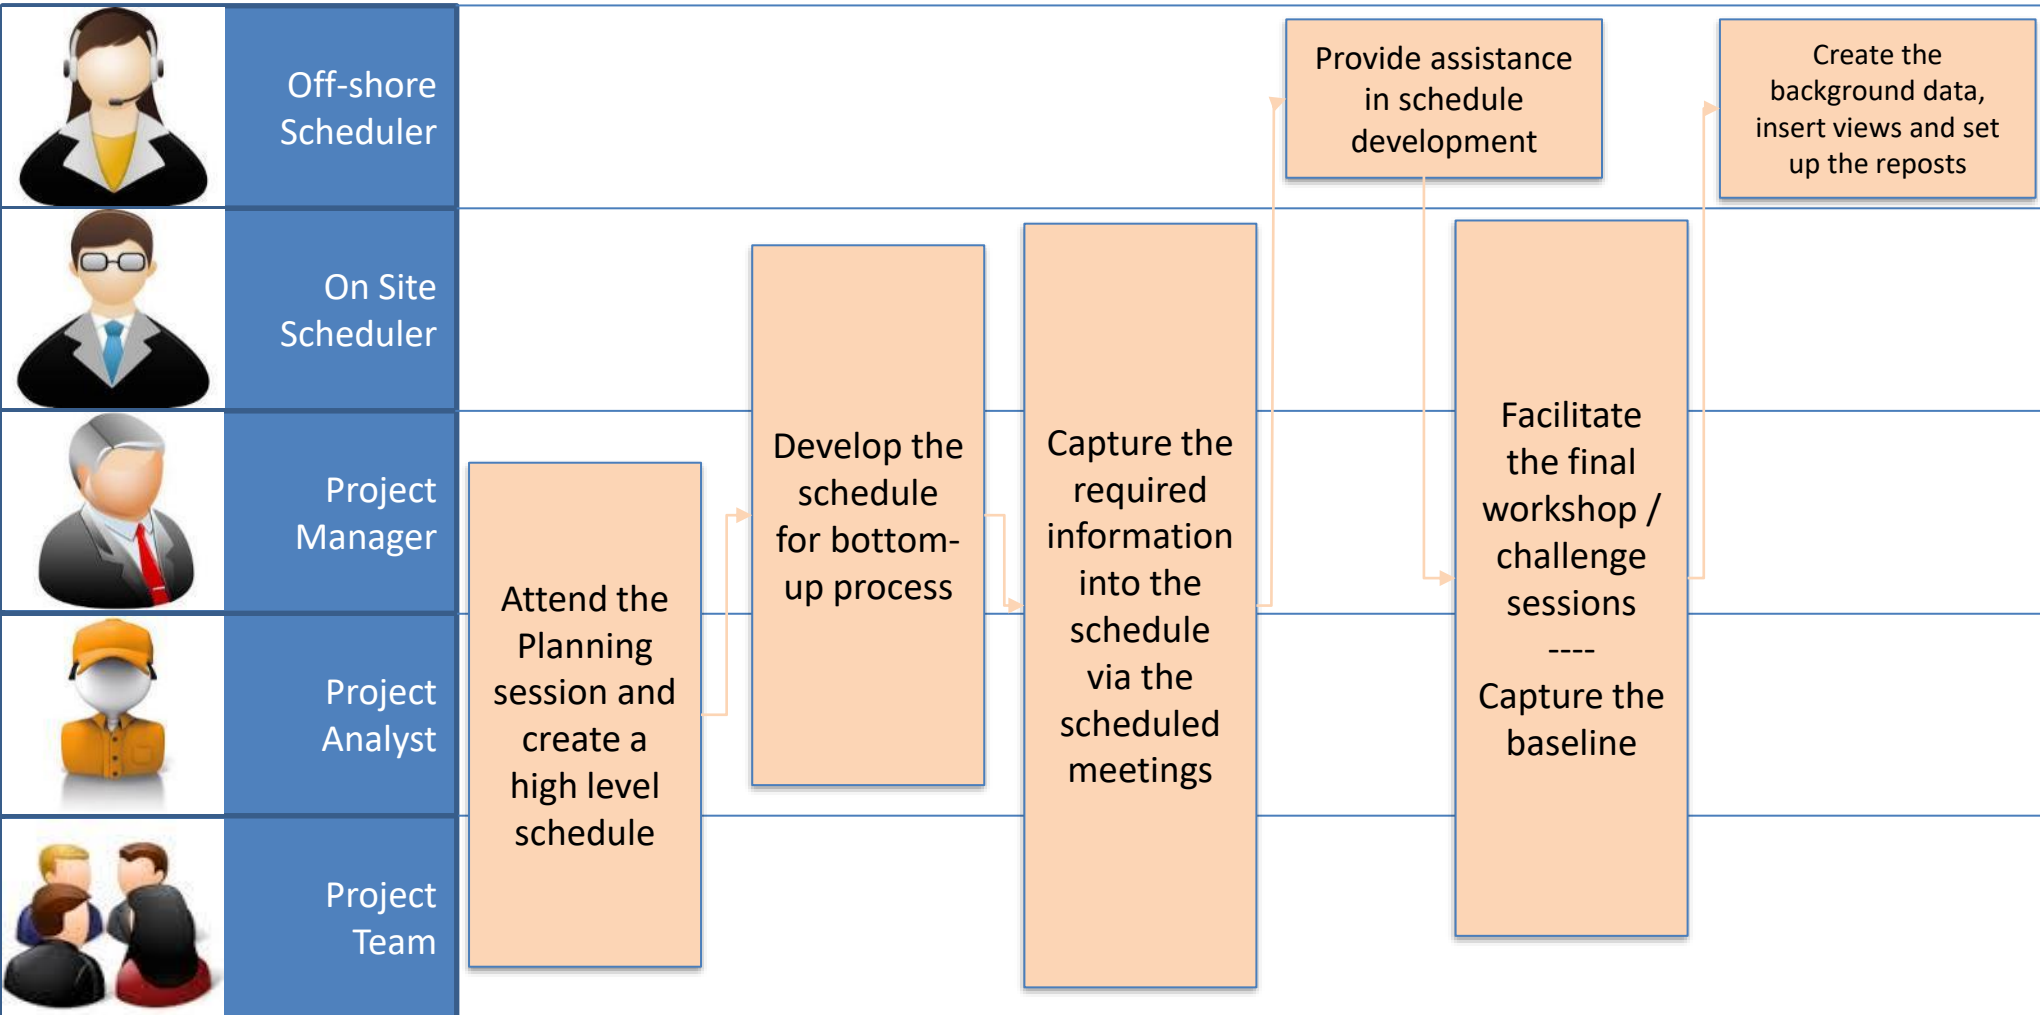 Off-shore
Scheduler
On Site
Scheduler
Project
Manager
Project
Analyst
Project
Team
Attend the
Planning
session and
create a
high level
schedule
Develop the
schedule
for bottom-
up process
Capture the
required
information
into the
schedule
via the
scheduled
meetings
Provide assistance
in schedule
development
Facilitate
the final
workshop /
challenge
sessions
----
Capture the
baseline
Create the
background data,
insert views and set
up the reposts